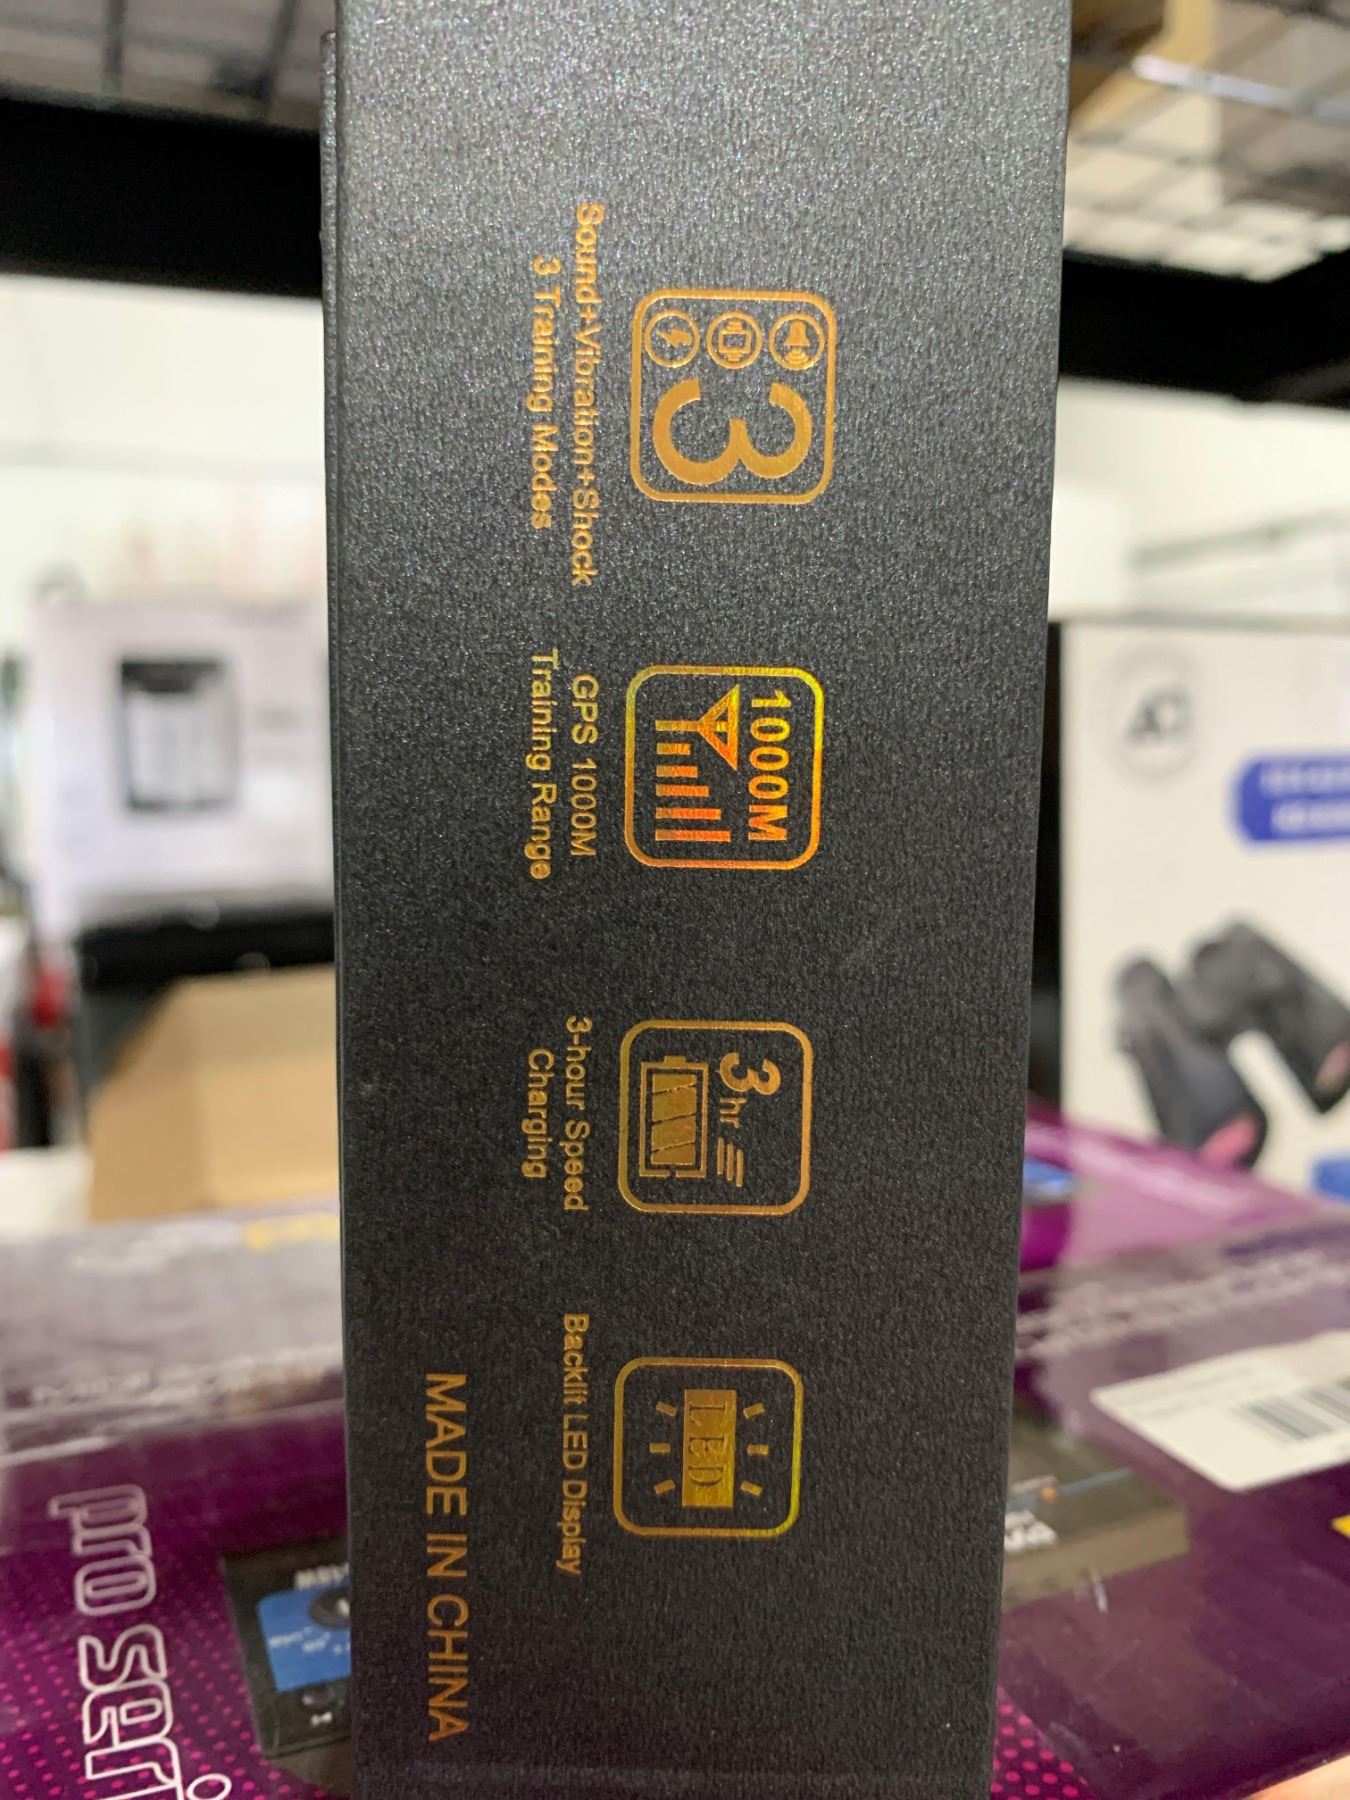 3
Sound+Vibration+Shock
3 Training Modes
1000M
GPS 1000M
Training Range
3hr
3-hour Speed
Charging
LED
Backlit LED Display
MADE IN CHINA
pro